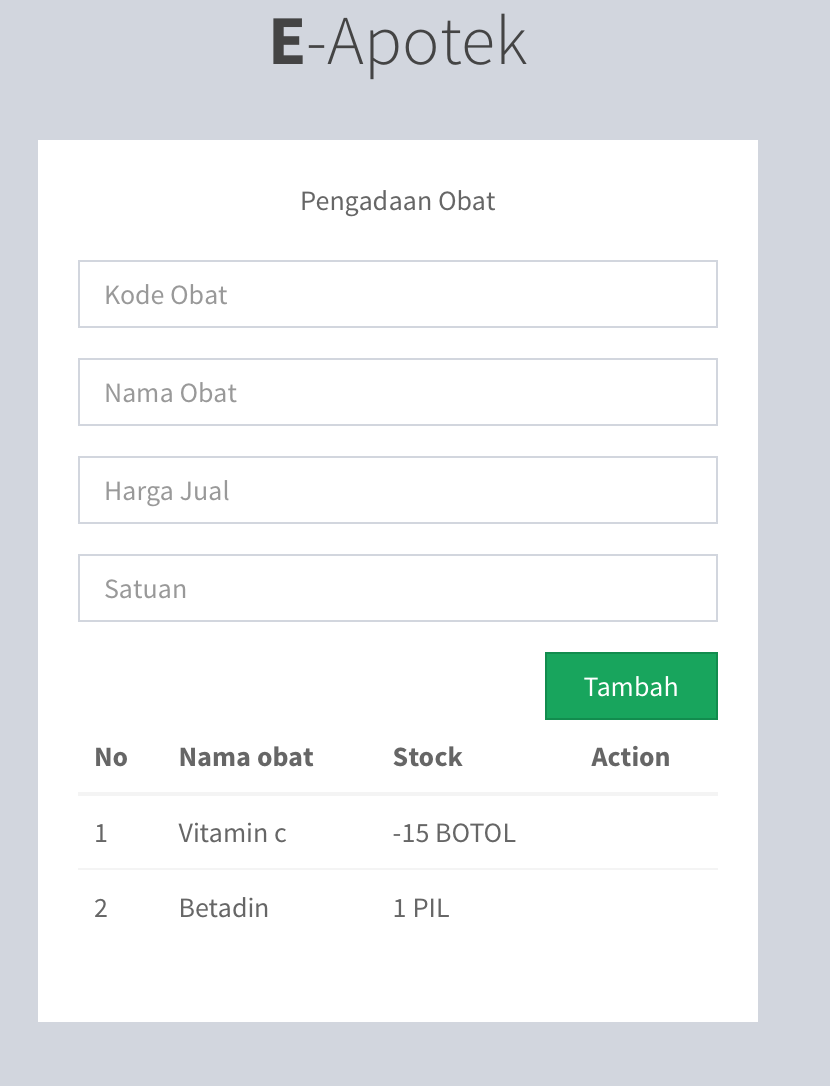 E-Apotek
Pengadaan Obat
Kode Obat
Nama Obat
Harga Jual
Satuan
Tambah
No Nama obat Stock Action
1 Vitamin c -15 BOTOL
2 Betadin 1 PIL